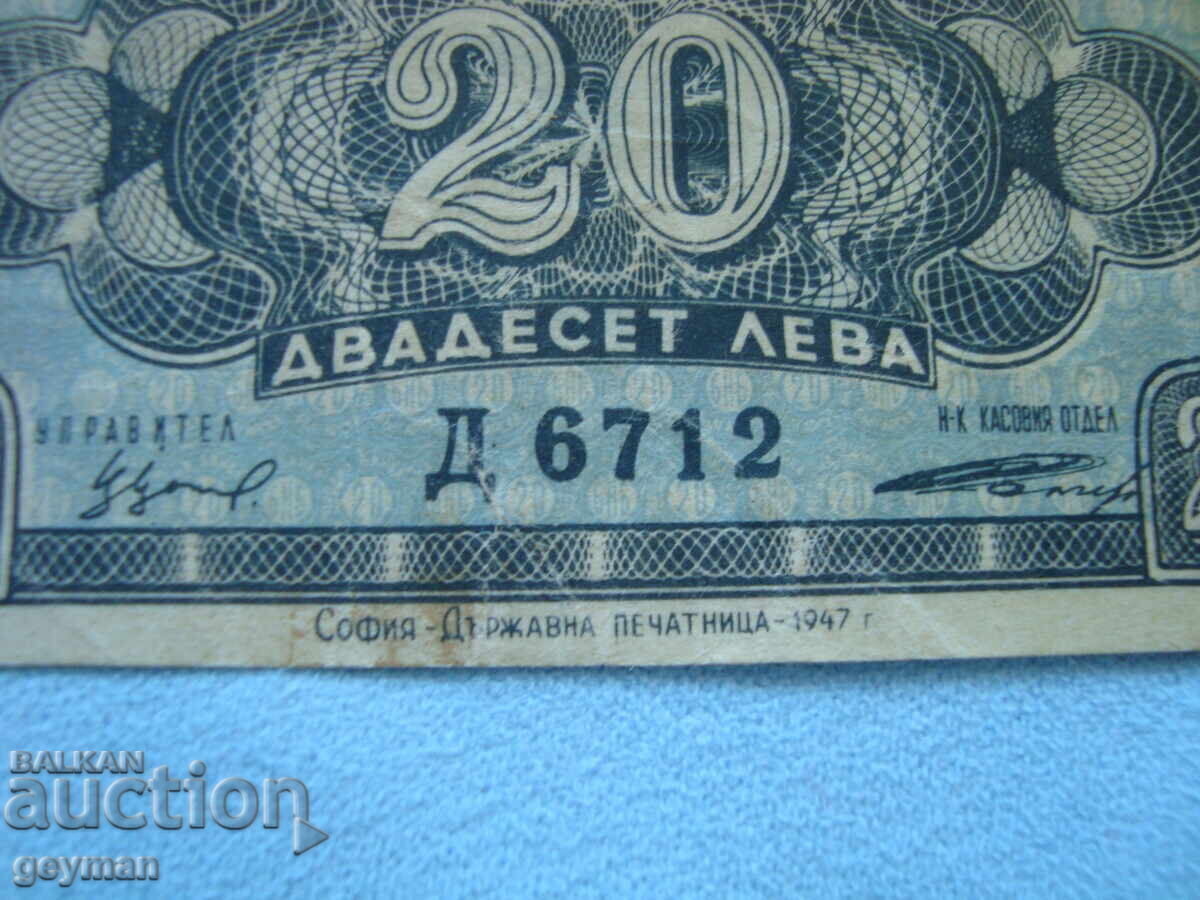 20
ДВАДЕСЕТ ЛЕВА
УПРАВИТЕЛ
Д 6712
Н-К КАСОВИЯ ОТДЕЛ
СОФИЯ - ДЪРЖАВНА ПЕЧАТНИЦА - 1947 г
BALKAN
auction
geyman